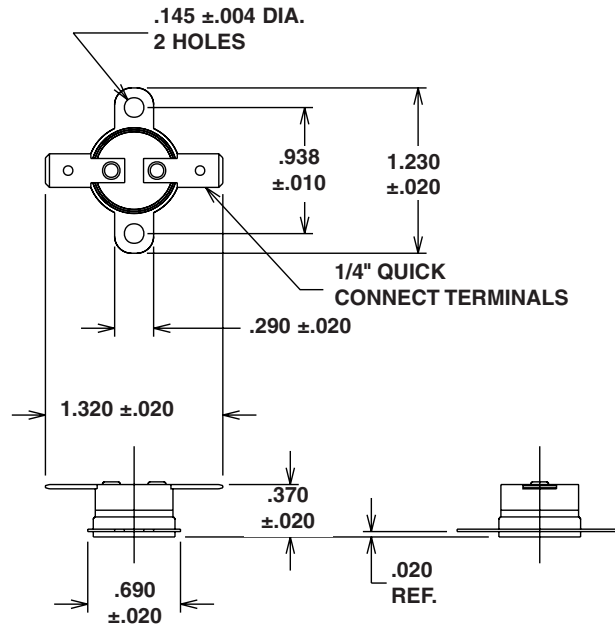 .145 ±.004 DIA.
2 HOLES
.938
±.010
1.230
±.020
1/4" QUICK
CONNECT TERMINALS
.290 ±.020
1.320 ±.020
.370
±.020
.020
REF.
.690
±.020